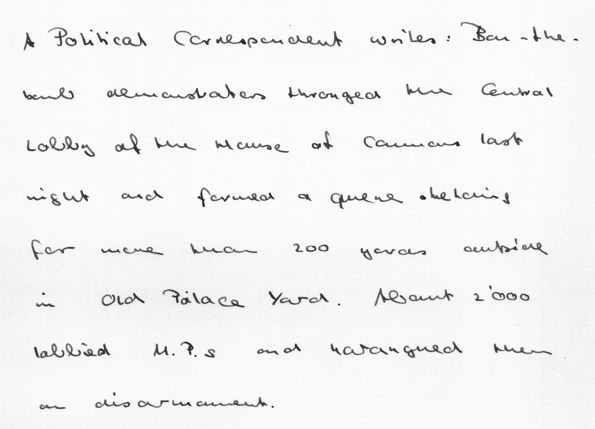 A Political Correspondent writes: Ban-the-
bomb demonstrators thronged the Central
Lobby of the House of Commons last
night and formed a queue stretching
for more than 200 yards outside
in Old Palace Yard. About 2'000
lobbied M.P.s and harangued them
on disarmament.